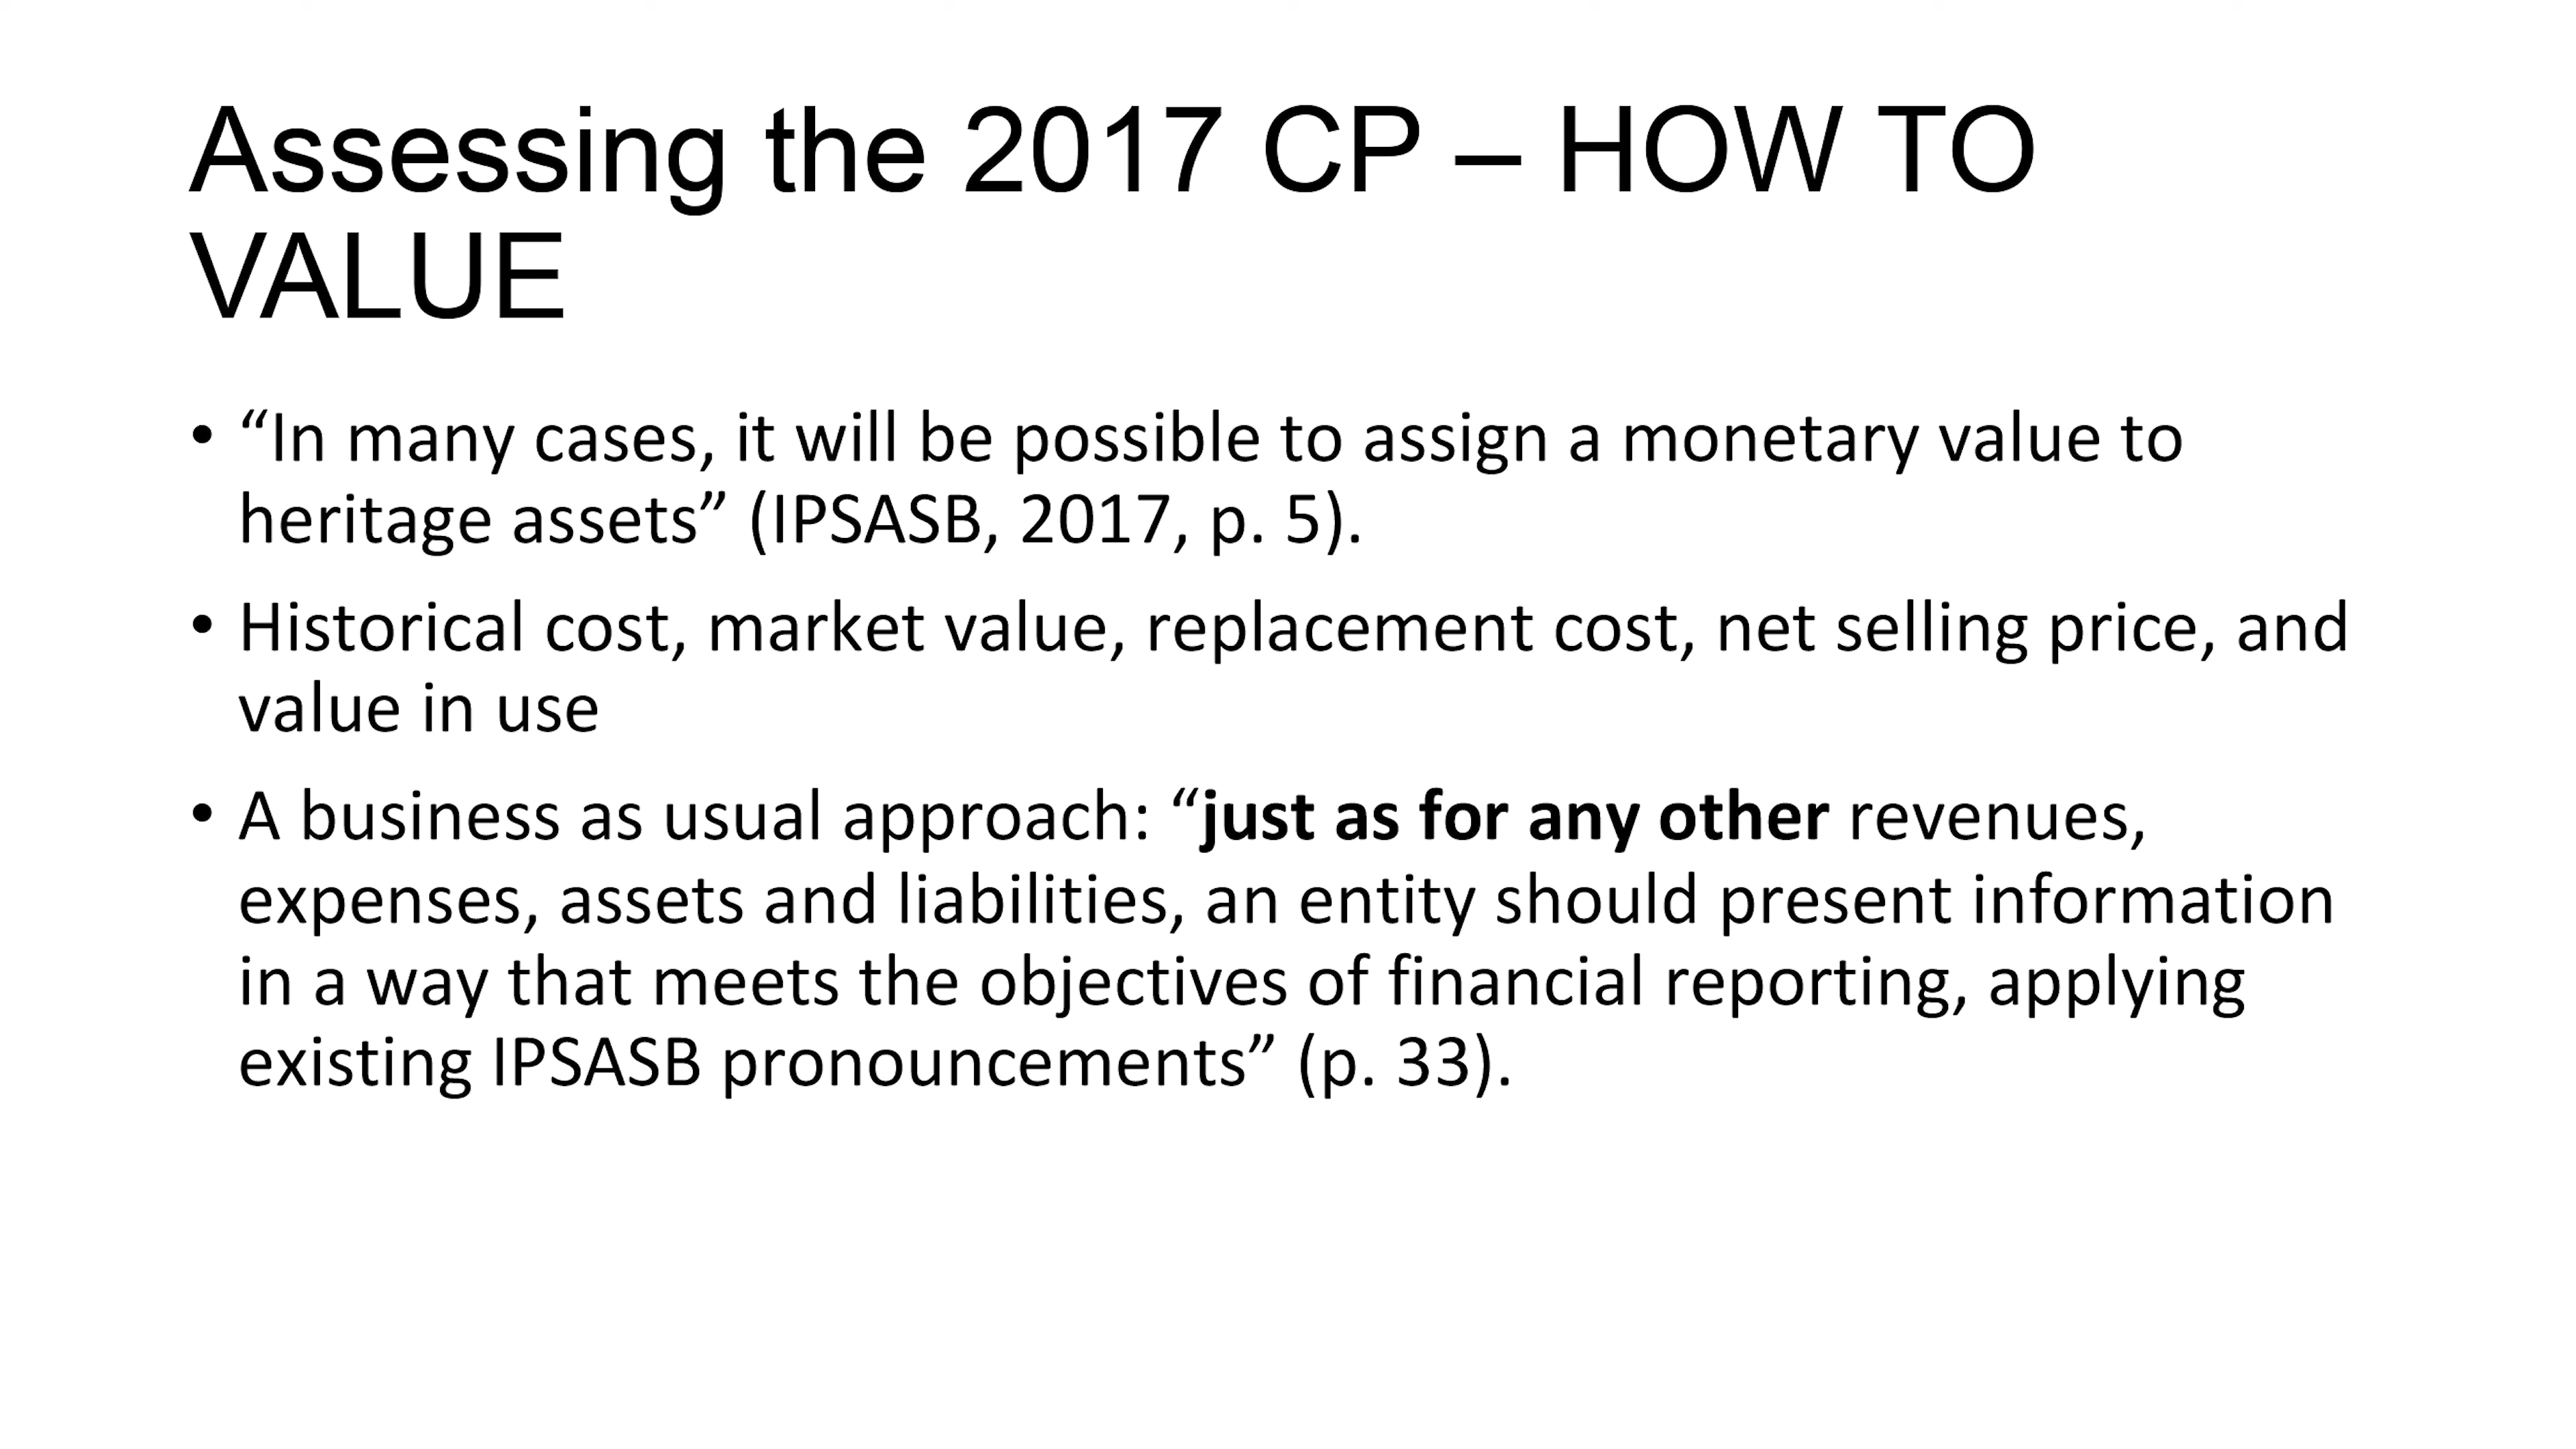 Assessing the 2017 CP – HOW TO
VALUE
• “In many cases, it will be possible to assign a monetary value to
heritage assets” (IPSASB, 2017, p. 5).
• Historical cost, market value, replacement cost, net selling price, and
value in use
• A business as usual approach: “just as for any other revenues,
expenses, assets and liabilities, an entity should present information
in a way that meets the objectives of financial reporting, applying
existing IPSASB pronouncements” (p. 33).